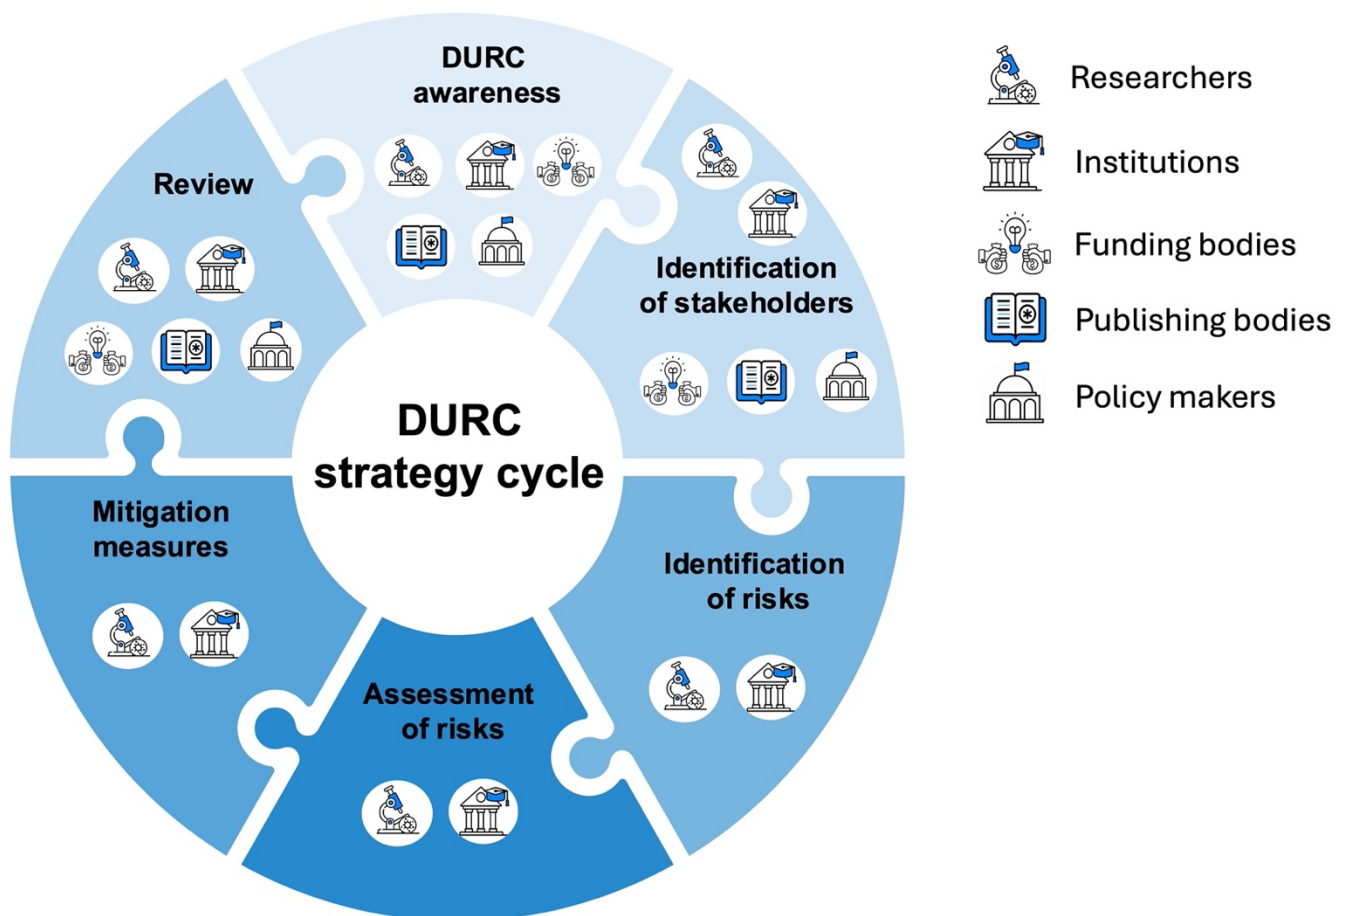 DURC
awareness
Identification
of stakeholders
Identification
of risks
Assessment
of risks
Mitigation
measures
Review
DURC
strategy cycle
Researchers
Institutions
Funding bodies
Publishing bodies
Policy makers